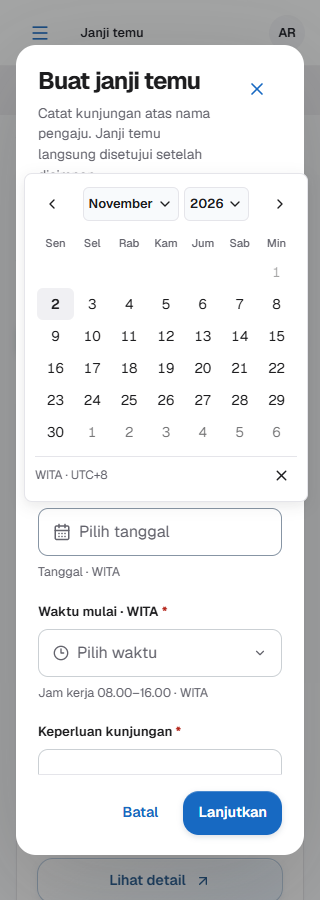 Janji temu
AR
Buat janji temu
Catat kunjungan atas nama
pengaju. Janji temu
langsung disetujui setelah
November
2026
Sen Sel Rab Kam Jum Sab Min
1
2 3 4 5 6 7 8
9 10 11 12 13 14 15
16 17 18 19 20 21 22
23 24 25 26 27 28 29
30 1 2 3 4 5 6
WITA · UTC+8
Pilih tanggal
Tanggal · WITA
Waktu mulai · WITA *
Pilih waktu
Jam kerja 08.00–16.00 · WITA
Keperluan kunjungan *
Batal
Lanjutkan
Lihat detail